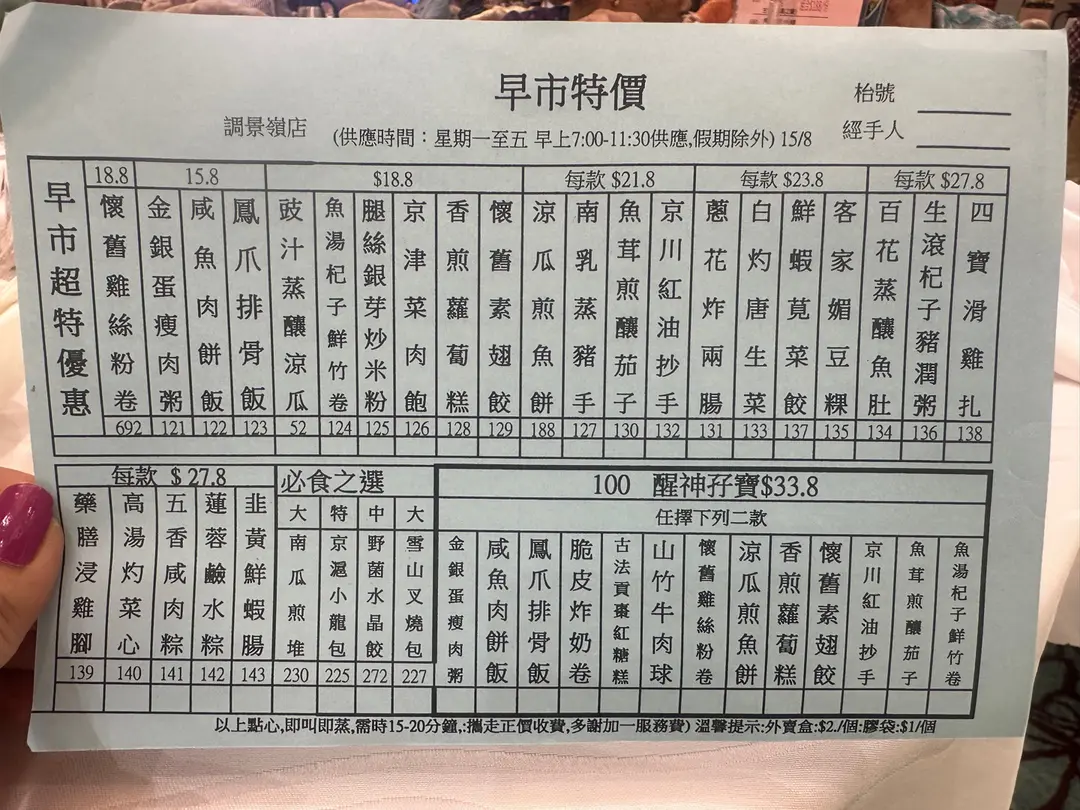 早市特價
枱號
調景嶺店
(供應時間：星期一至五 早上7:00-11:30供應,假期除外) 15/8
經手人
早市超特優惠
18.8
懷舊雞絲粉卷
692
15.8
金銀蛋瘦肉粥
121
咸魚肉餅飯
122
鳳爪排骨飯
123
$18.8
豉汁蒸釀涼瓜
52
魚湯杞子鮮竹卷
124
腿絲銀芽炒米粉
125
京津菜肉飽
126
香煎蘿蔔糕
128
懷舊素翅餃
129
每款 $21.8
涼瓜煎魚餅
188
南乳蒸豬手
127
魚茸煎釀茄子
130
京川紅油抄手
132
每款 $23.8
蔥花炸兩腸
131
白灼唐生菜
133
鮮蝦莧菜餃
137
客家媚豆粿
135
每款 $27.8
百花蒸釀魚肚
134
生滾杞子豬潤粥
136
四寶滑雞扎
138
每款 $27.8
藥膳浸雞腳
139
高湯灼菜心
140
五香咸肉粽
141
蓮蓉鹼水粽
142
韭黃鮮蝦腸
143
必食之選
大
南瓜煎堆
230
特
京滬小龍包
225
中
野菌水晶餃
272
大
雪山叉燒包
227
100 醒神孖寶$33.8
任擇下列二款
金銀蛋瘦肉粥
咸魚肉餅飯
鳳爪排骨飯
脆皮炸奶卷
古法貢棗紅糖糕
山竹牛肉球
懷舊雞絲粉卷
涼瓜煎魚餅
香煎蘿蔔糕
懷舊素翅餃
京川紅油抄手
魚茸煎釀茄子
魚湯杞子鮮竹卷
以上點心,即叫即蒸,需時15-20分鐘,:攜走正價收費,多謝加一服務費) 溫馨提示:外賣盒:$2./個:膠袋:$1/個